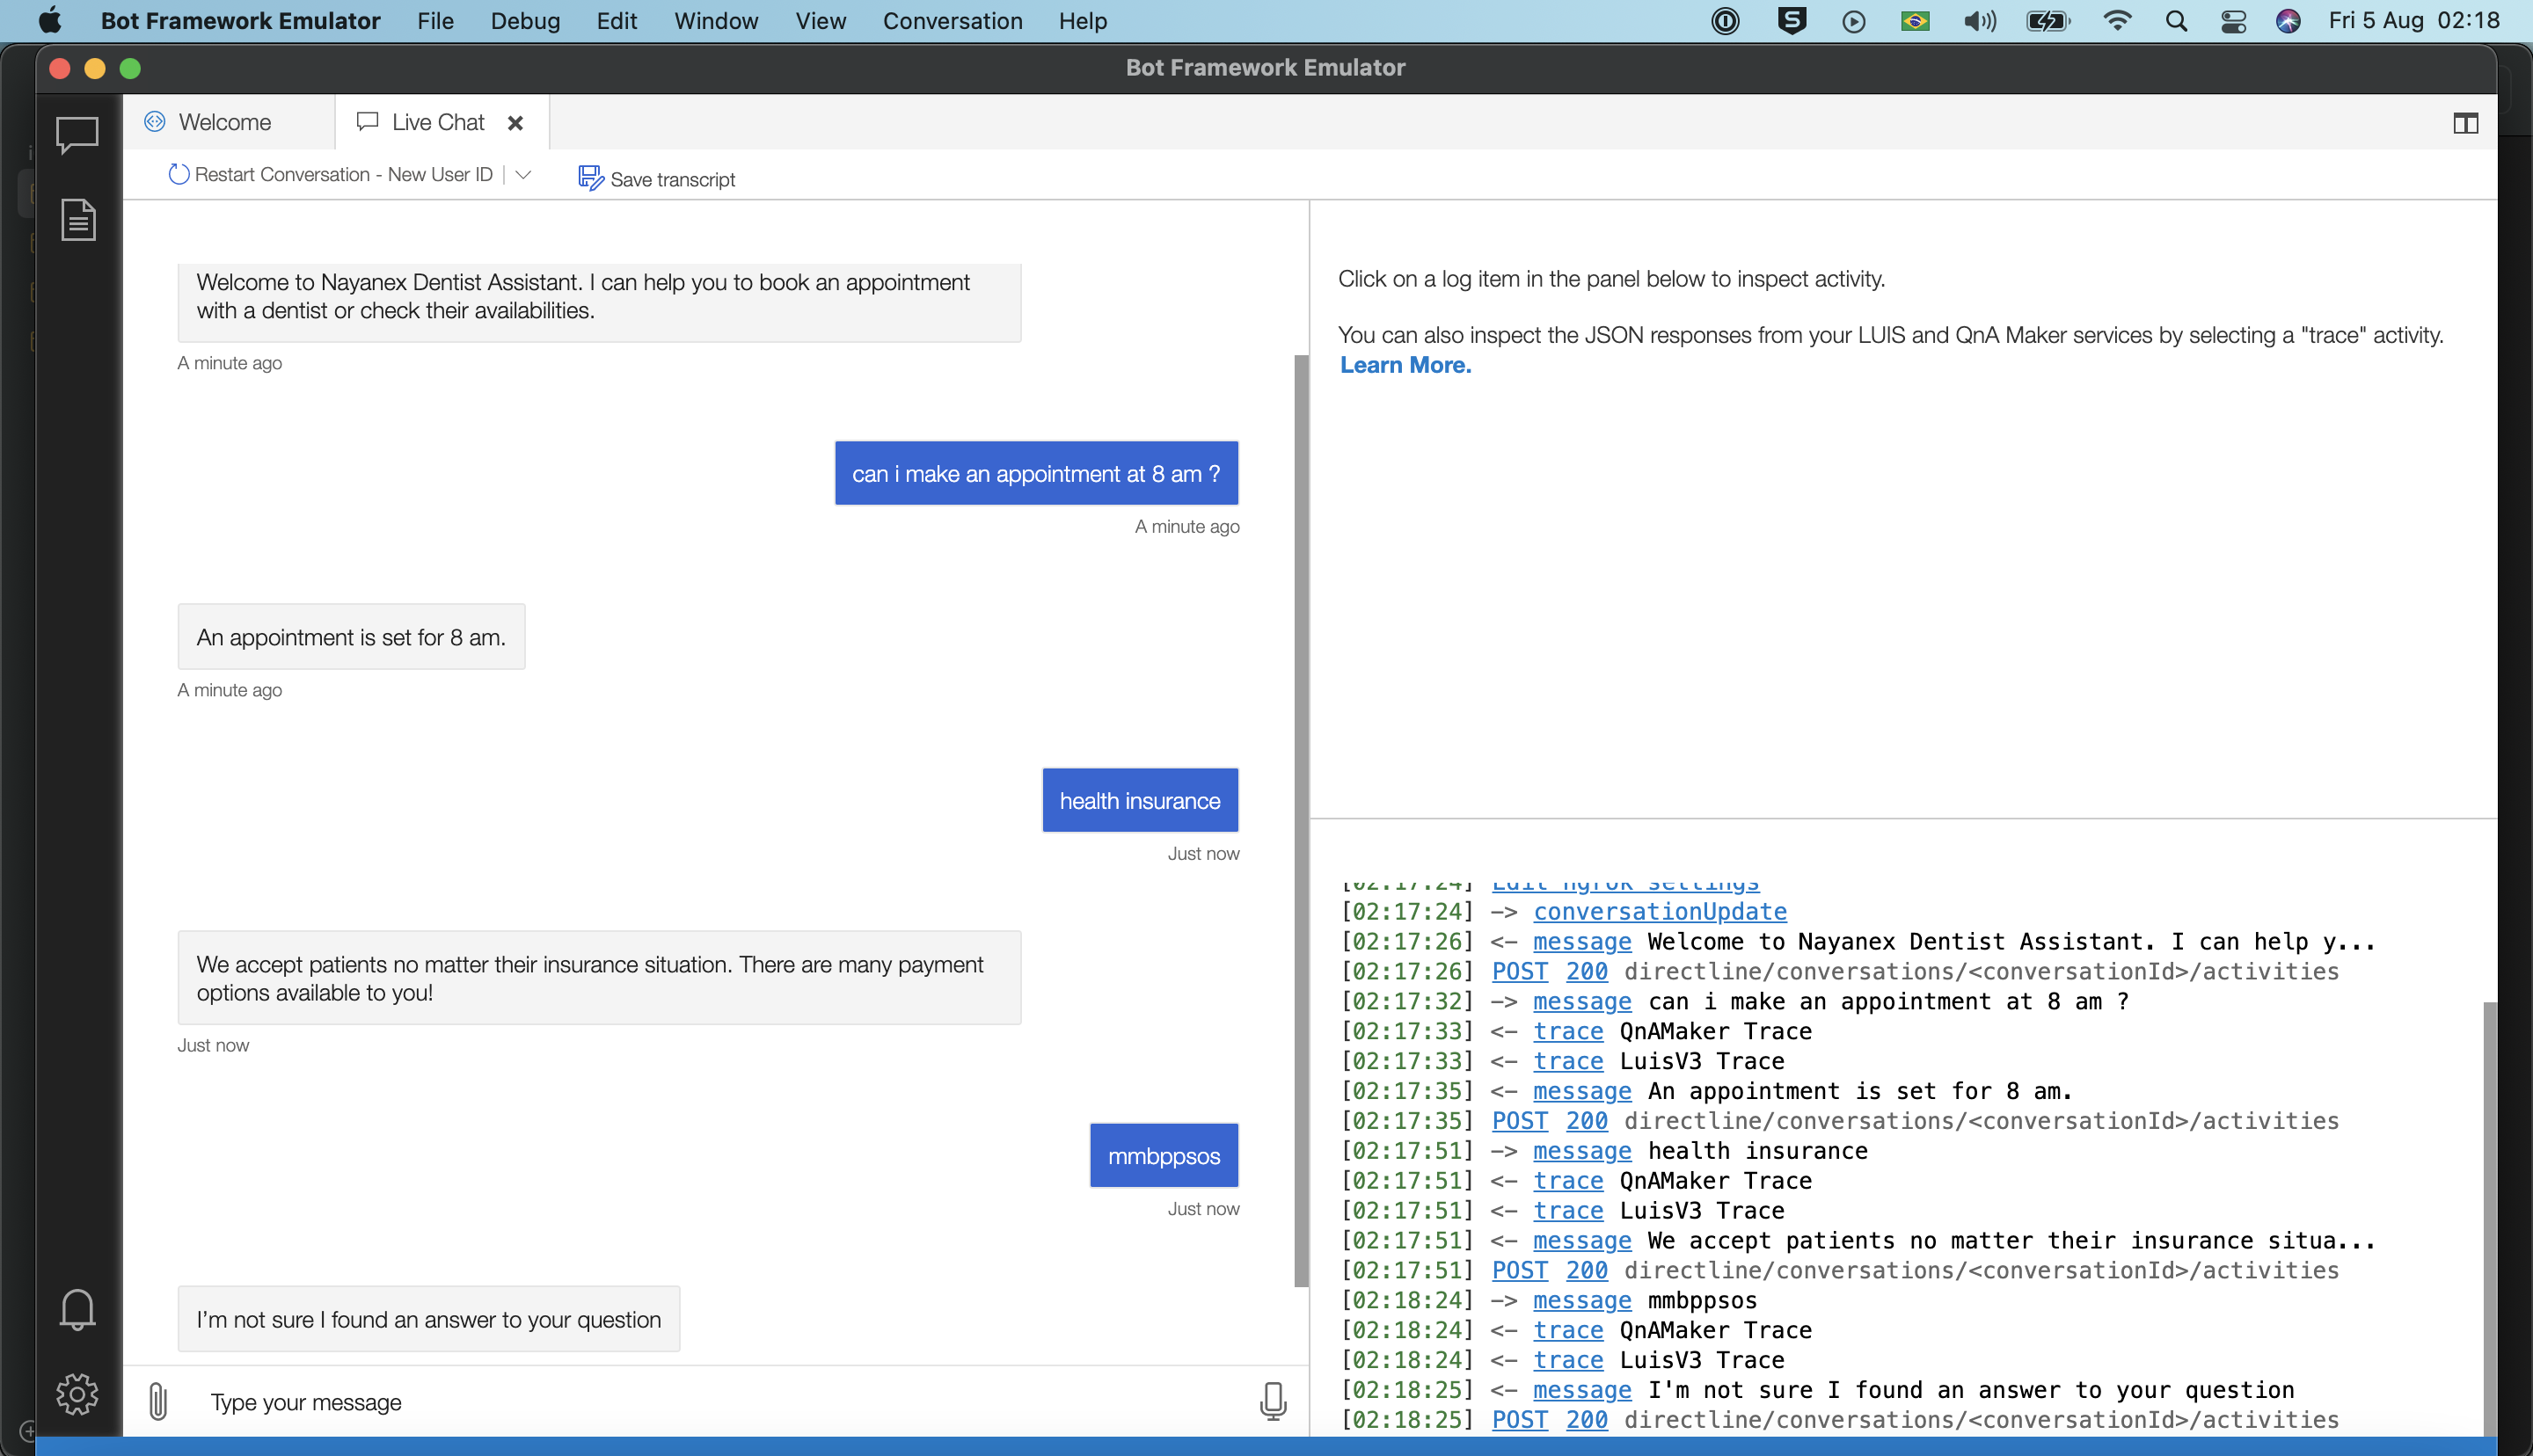 Bot Framework Emulator File Debug Edit Window View Conversation Help Fri 5 Aug 02:18
Bot Framework Emulator
Welcome Live Chat
Restart Conversation - New User ID Save transcript
Welcome to Nayanex Dentist Assistant. I can help you to book an appointment
with a dentist or check their availabilities.
A minute ago
can i make an appointment at 8 am ?
A minute ago
An appointment is set for 8 am.
A minute ago
health insurance
Just now
We accept patients no matter their insurance situation. There are many payment
options available to you!
Just now
mmbppsos
Just now
I'm not sure I found an answer to your question
Type your message
Click on a log item in the panel below to inspect activity.
You can also inspect the JSON responses from your LUIS and QnA Maker services by selecting a "trace" activity.
Learn More.
[02:17:24] Edit ngrok settings
[02:17:24] -> conversationUpdate
[02:17:26] <- message Welcome to Nayanex Dentist Assistant. I can help y...
[02:17:26] POST 200 directline/conversations/<conversationId>/activities
[02:17:32] -> message can i make an appointment at 8 am ?
[02:17:33] <- trace QnAMaker Trace
[02:17:33] <- trace LuisV3 Trace
[02:17:35] <- message An appointment is set for 8 am.
[02:17:35] POST 200 directline/conversations/<conversationId>/activities
[02:17:51] -> message health insurance
[02:17:51] <- trace QnAMaker Trace
[02:17:51] <- trace LuisV3 Trace
[02:17:51] <- message We accept patients no matter their insurance situa...
[02:17:51] POST 200 directline/conversations/<conversationId>/activities
[02:18:24] -> message mmbppsos
[02:18:24] <- trace QnAMaker Trace
[02:18:24] <- trace LuisV3 Trace
[02:18:25] <- message I'm not sure I found an answer to your question
[02:18:25] POST 200 directline/conversations/<conversationId>/activities